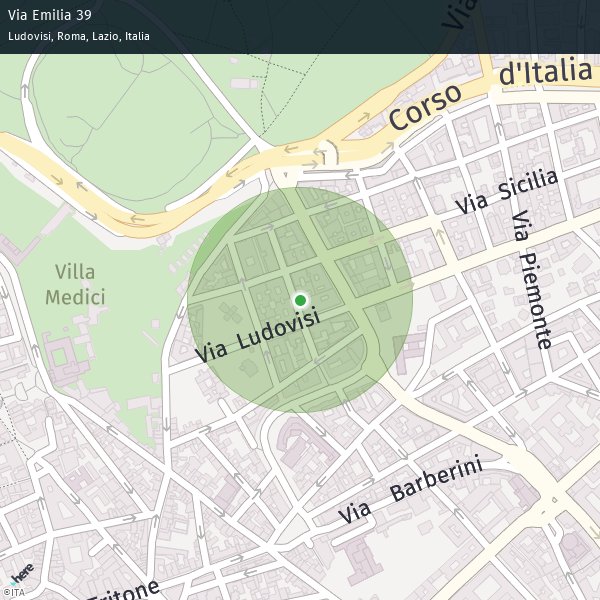 Via Emilia 39
Ludovisi, Roma, Lazio, Italia
Via
Corso d'Italia
Via Sicilia
Via Piemonte
Villa
Medici
Via Ludovisi
Via Barberini
Tritone
here
©ITA